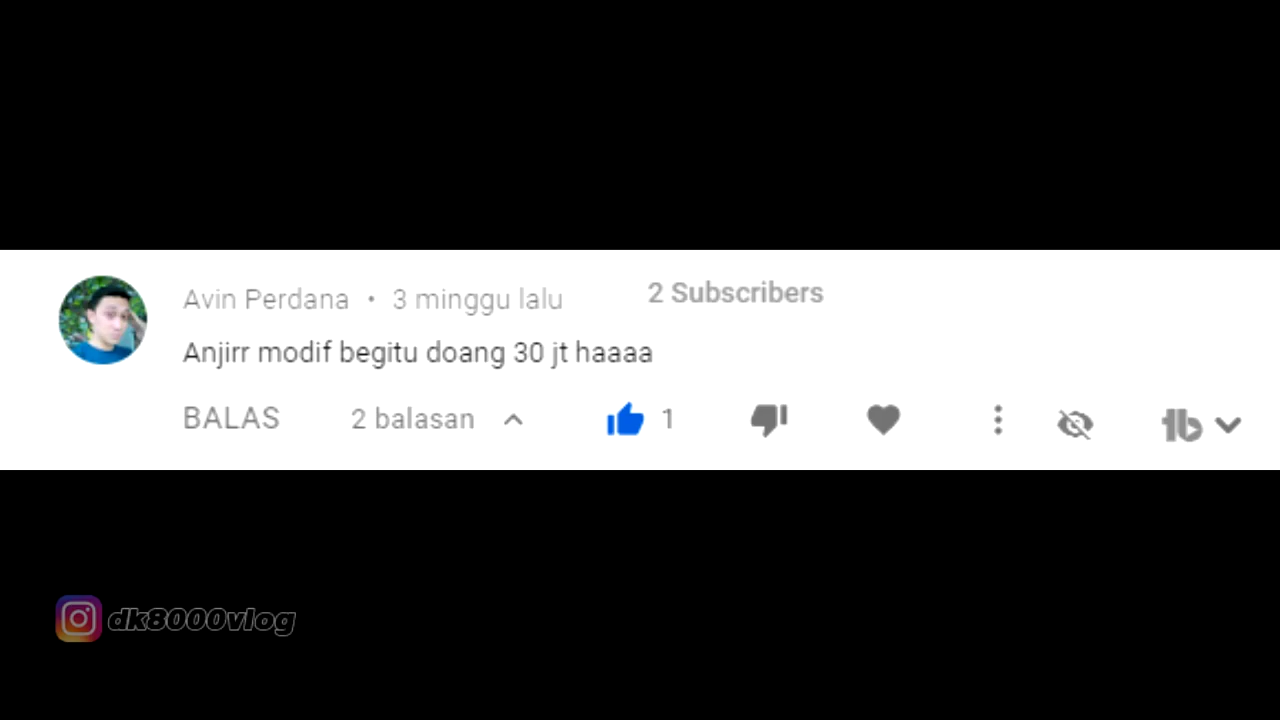 Avin Perdana • 3 minggu lalu 2 Subscribers
Anjirr modif begitu doang 30 jt haaaa
BALAS 2 balasan 1
dk8000vlog